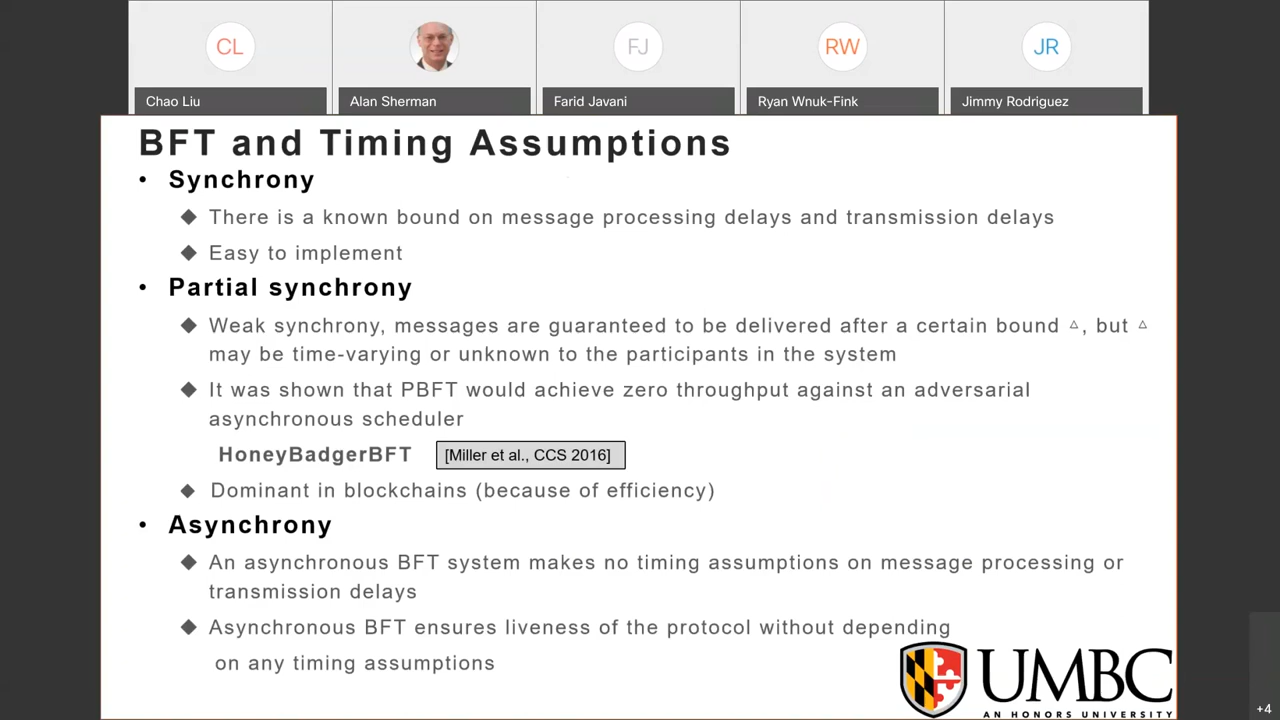 CL
FJ
RW
JR
Chao Liu
Alan Sherman
Farid Javani
Ryan Wnuk-Fink
Jimmy Rodriguez
BFT and Timing Assumptions
• Synchrony
◆ There is a known bound on message processing delays and transmission delays
◆ Easy to implement
• Partial synchrony
◆ Weak synchrony, messages are guaranteed to be delivered after a certain bound △, but △
may be time-varying or unknown to the participants in the system
◆ It was shown that PBFT would achieve zero throughput against an adversarial
asynchronous scheduler
HoneyBadgerBFT [Miller et al., CCS 2016]
◆ Dominant in blockchains (because of efficiency)
• Asynchrony
◆ An asynchronous BFT system makes no timing assumptions on message processing or
transmission delays
◆ Asynchronous BFT ensures liveness of the protocol without depending
on any timing assumptions
UMBC
AN HONORS UNIVERSITY
+4